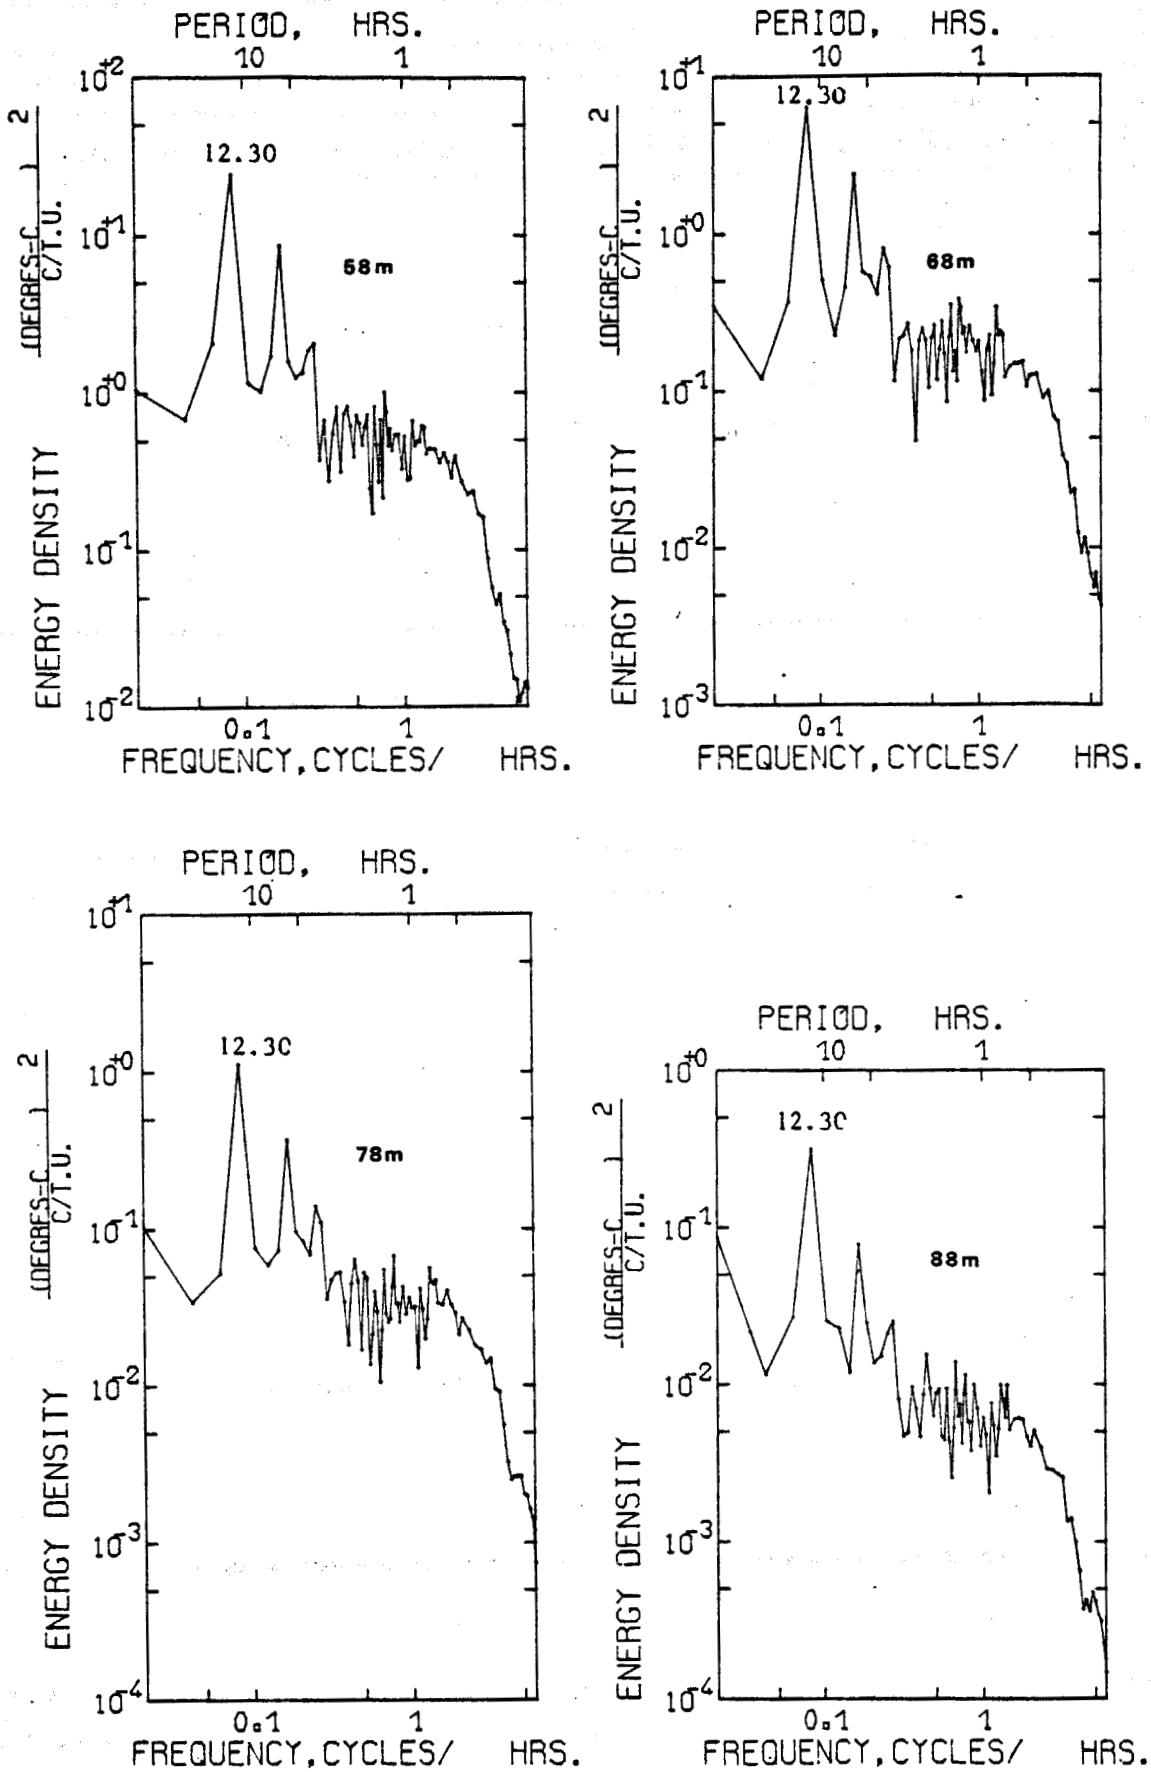 PERIOD, HRS.
10 1
10+2
12.30
10+1
58m
10+0
10-1
10-2
ENERGY DENSITY (DEGRES-C ) 2
C/T.U.
0.1 1
FREQUENCY,CYCLES/ HRS.
PERIOD, HRS.
10 1
10+1
12.30
10+0
68m
10-1
10-2
10-3
ENERGY DENSITY (DEGRES-C ) 2
C/T.U.
0.1 1
FREQUENCY,CYCLES/ HRS.
PERIOD, HRS.
10 1
10+1
12.30
10+0
78m
10-1
10-2
10-3
10-4
ENERGY DENSITY (DEGRES-C ) 2
C/T.U.
0.1 1
FREQUENCY,CYCLES/ HRS.
PERIOD, HRS.
10 1
10+0
12.30
10-1
88m
10-2
10-3
10-4
ENERGY DENSITY (DEGRES-C ) 2
C/T.U.
0.1 1
FREQUENCY,CYCLES/ HRS.